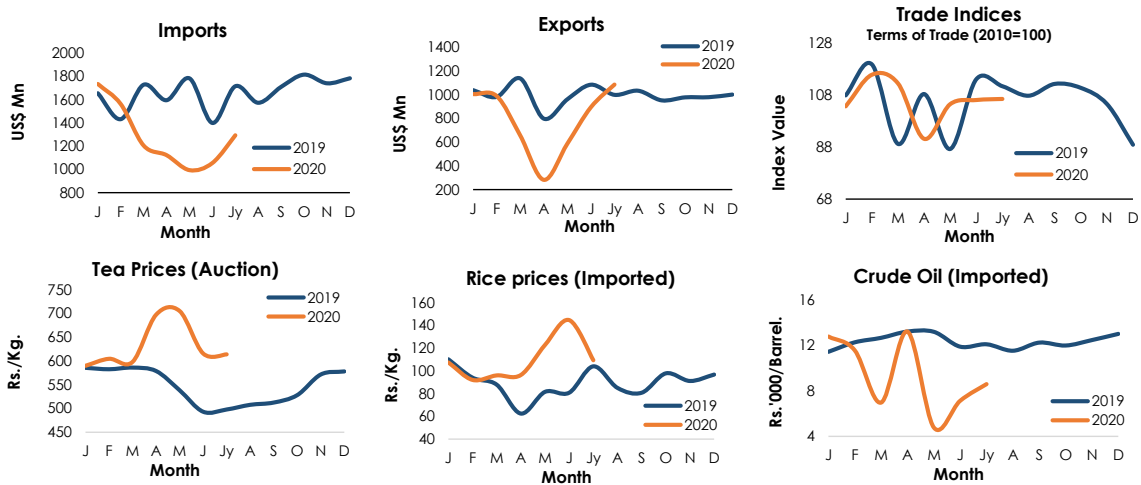 Imports
2000
1800
1600
1400
1200
1000
800
US$ Mn
2019
2020
J F M A M J Jy A S O N D
Month
Exports
1400
1200
1000
800
600
400
200
US$ Mn
2019
2020
J F M A M J Jy A S O N D
Month
Trade Indices
Terms of Trade (2010=100)
128
108
88
68
Index Value
2019
2020
J F M A M J Jy A S O N D
Month
Tea Prices (Auction)
750
700
650
600
550
500
450
Rs./Kg.
2019
2020
J F M A M J Jy A S O N D
Month
Rice prices (Imported)
160
140
120
100
80
60
40
Rs./Kg.
2019
2020
J F M A M J Jy A S O N D
Month
Crude Oil (Imported)
16
12
8
4
Rs.'000/Barrel.
2019
2020
J F M A M J Jy A S O N D
Month